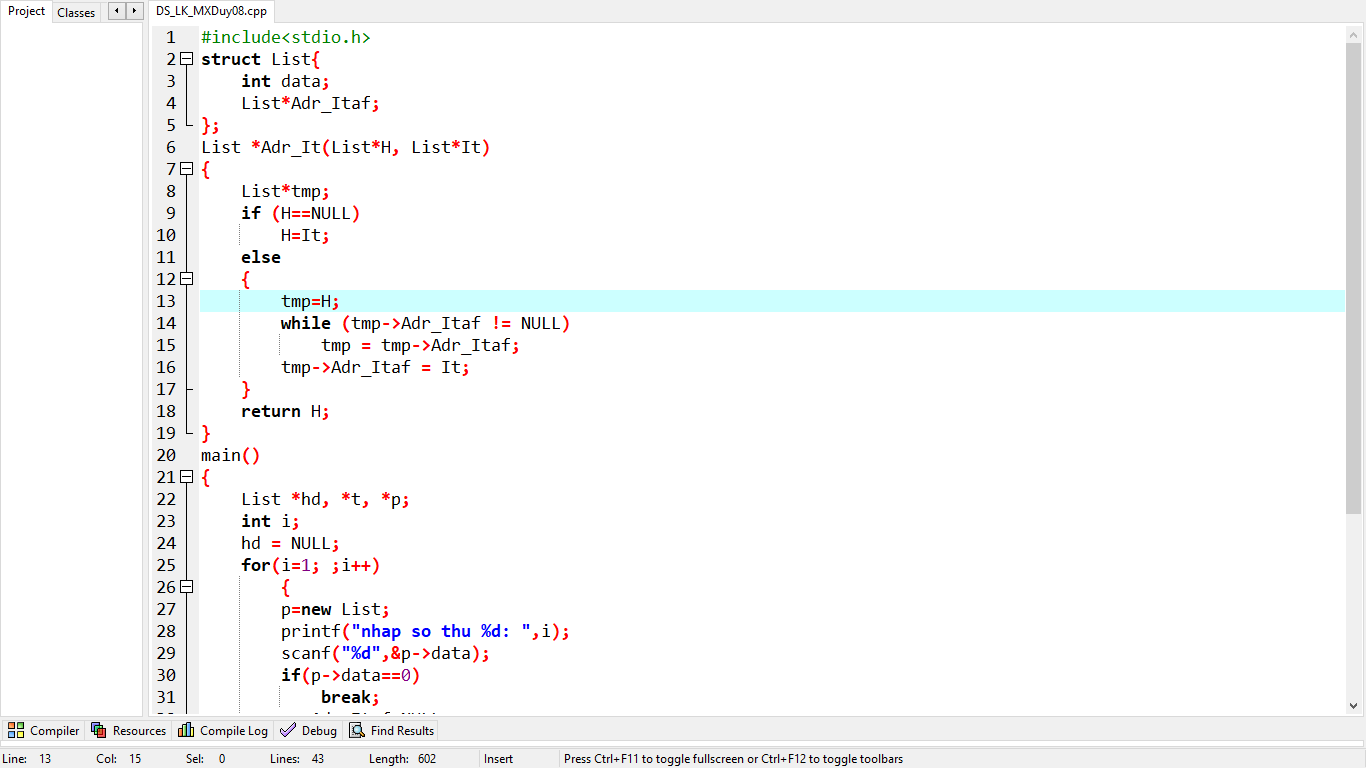 Project Classes DS_LK_MXDuy08.cpp
1 #include<stdio.h>
2 struct List{
3 int data;
4 List*Adr_Itaf;
5 };
6 List *Adr_It(List*H, List*It)
7 {
8 List*tmp;
9 if (H==NULL)
10 H=It;
11 else
12 {
13 tmp=H;
14 while (tmp->Adr_Itaf != NULL)
15 tmp = tmp->Adr_Itaf;
16 tmp->Adr_Itaf = It;
17 }
18 return H;
19 }
20 main()
21 {
22 List *hd, *t, *p;
23 int i;
24 hd = NULL;
25 for(i=1; ;i++)
26 {
27 p=new List;
28 printf("nhap so thu %d: ",i);
29 scanf("%d",&p->data);
30 if(p->data==0)
31 break;
Compiler Resources Compile Log Debug Find Results
Line: 13 Col: 15 Sel: 0 Lines: 43 Length: 602 Insert Press Ctrl+F11 to toggle fullscreen or Ctrl+F12 to toggle toolbars